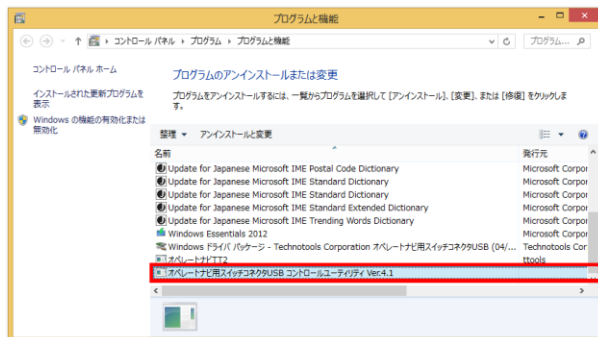 プログラムと機能
コントロール パネル ▸ プログラム ▸ プログラムと機能
プログラム...
コントロール パネル ホーム
インストールされた更新プログラムを
表示
Windows の機能の有効化または
無効化
プログラムのアンインストールまたは変更
プログラムをアンインストールするには、一覧からプログラムを選択して [アンインストール]、[変更]、または [修復] をクリックしま
す。
整理 ▼ アンインストールと変更
名前 発行元
Update for Japanese Microsoft IME Postal Code Dictionary Microsoft Corpor
Update for Japanese Microsoft IME Standard Dictionary Microsoft Corpor
Update for Japanese Microsoft IME Standard Dictionary Microsoft Corpor
Update for Japanese Microsoft IME Standard Extended Dictionary Microsoft Corpor
Update for Japanese Microsoft IME Trending Words Dictionary Microsoft Corpor
Windows Essentials 2012 Microsoft Corpor
Windows ドライバ パッケージ - Technotools Corporation オペレートナビ用スイッチコネクタUSB (04/... Technotools Cor
オペレートナビTT2 ttools
オペレートナビ用スイッチコネクタUSB コントロールユーティリティ Ver.4.1